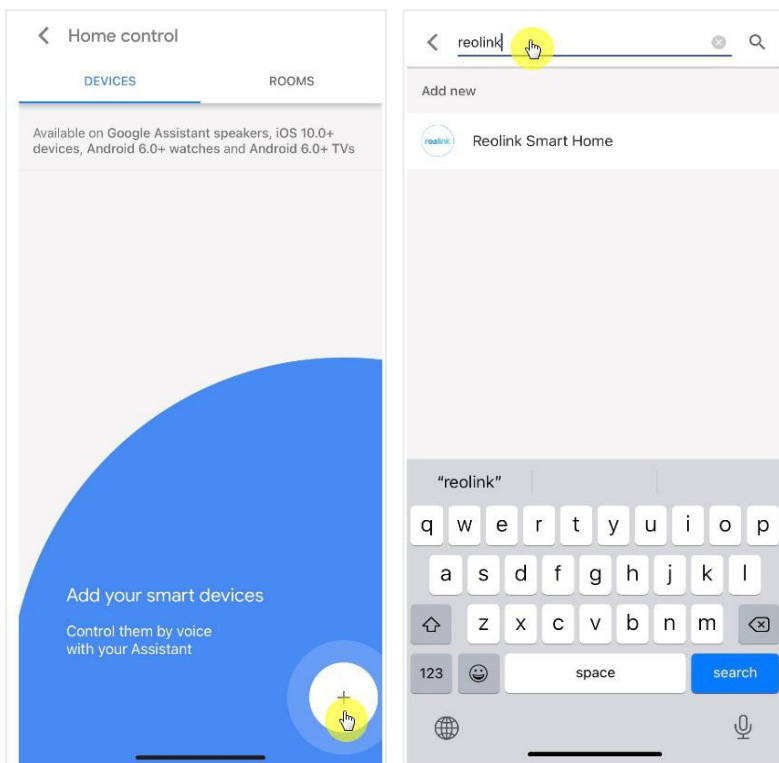 Home control
DEVICES
ROOMS
Available on Google Assistant speakers, iOS 10.0+
devices, Android 6.0+ watches and Android 6.0+ TVs
Add your smart devices
Control them by voice
with your Assistant
reolink
Add new
reolink
Reolink Smart Home
“reolink”
q w e r t y u i o p
a s d f g h j k l
z x c v b n m
123 space search